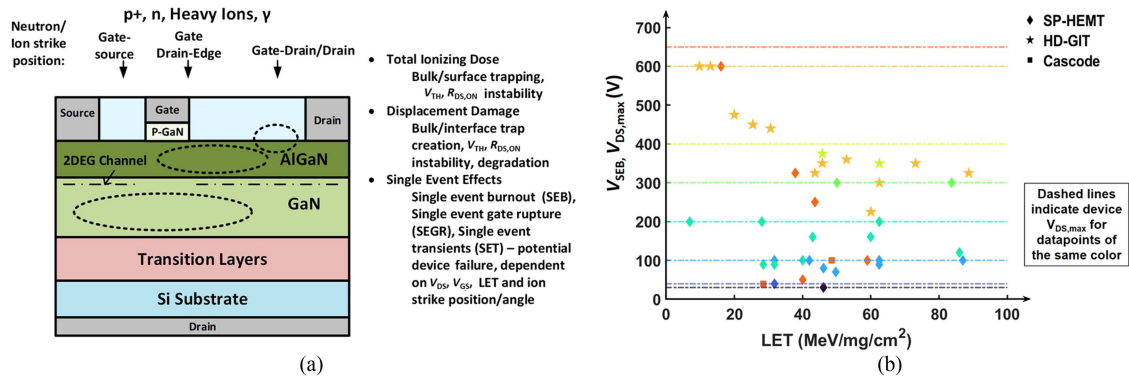 p+, n, Heavy Ions, γ
Neutron/
Ion strike
position:
Gate-
source
Gate
Drain-Edge
Gate-Drain/Drain
Source
Gate
P-GaN
Drain
2DEG Channel
AlGaN
GaN
Transition Layers
Si Substrate
Drain
• Total Ionizing Dose
Bulk/surface trapping,
VTH, RDS,ON instability
• Displacement Damage
Bulk/interface trap
creation, VTH, RDS,ON
instability, degradation
• Single Event Effects
Single event burnout (SEB),
Single event gate rupture
(SEGR), Single event
transients (SET) – potential
device failure, dependent
on VDS, VGS, LET and ion
strike position/angle
(a)
VSEB, VDS,max (V)
700
600
500
400
300
200
100
0
0
20
40
60
80
100
LET (MeV/mg/cm2)
SP-HEMT
HD-GIT
Cascode
Dashed lines
indicate device
VDS,max for
datapoints of
the same color
(b)